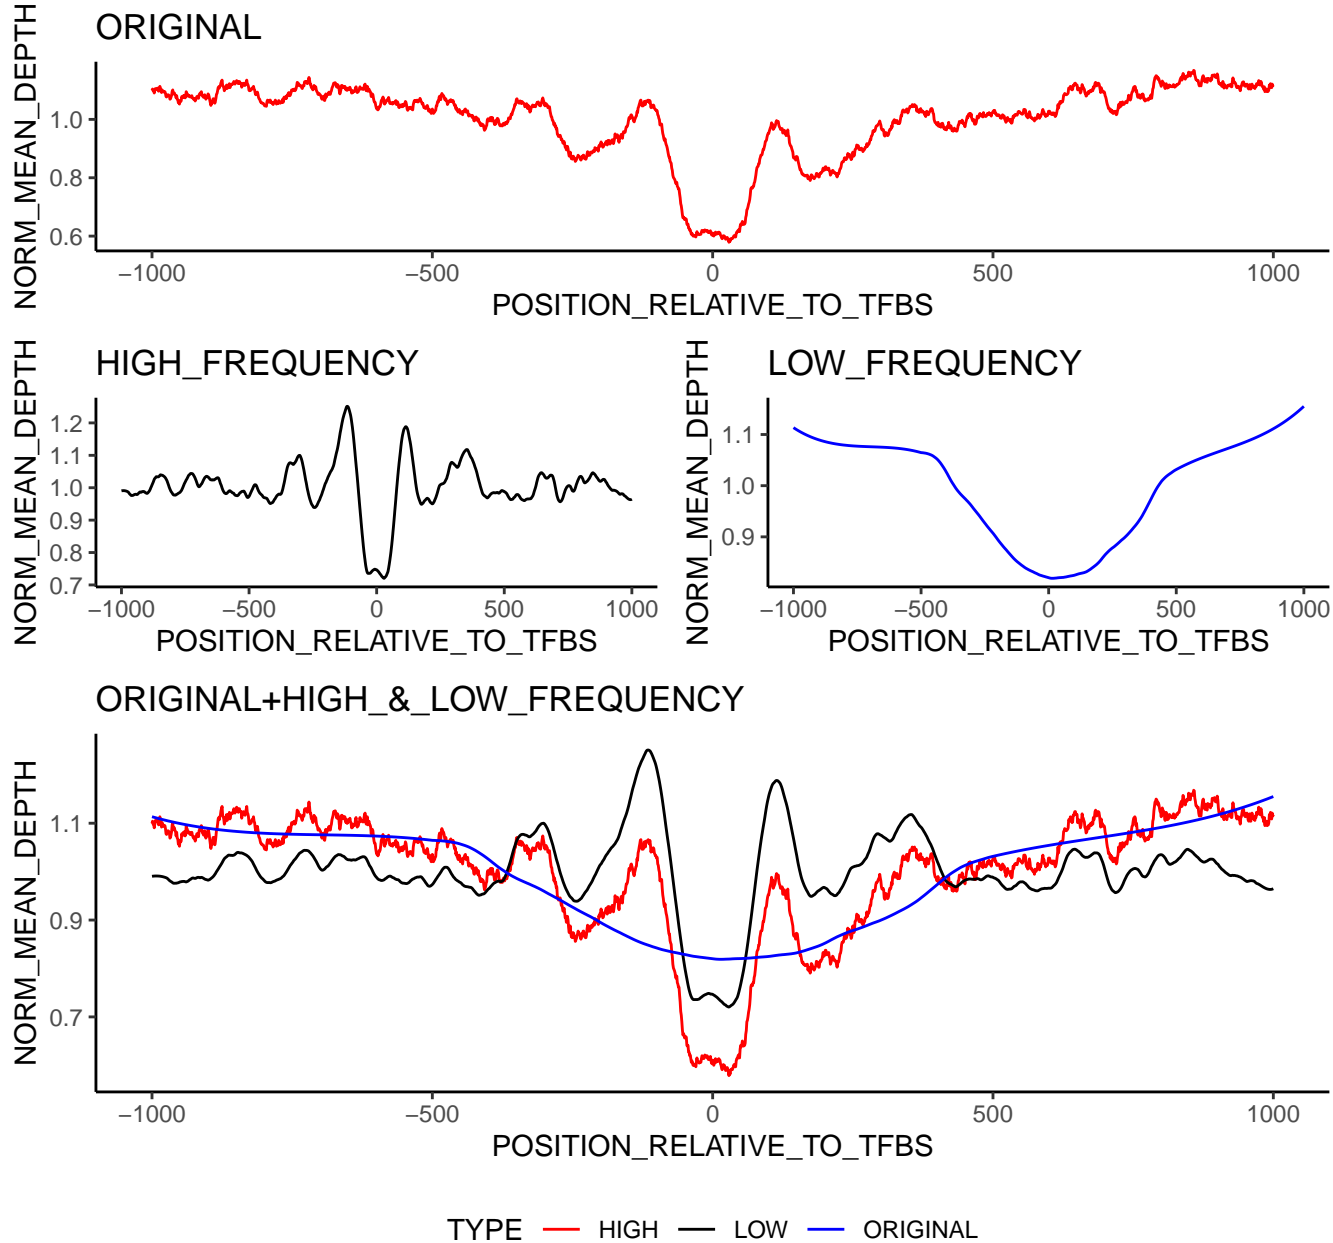 ORIGINAL
NORM_MEAN_DEPTH
1.0
0.8
0.6
−1000 −500 0 500 1000
POSITION_RELATIVE_TO_TFBS
HIGH_FREQUENCY
NORM_MEAN_DEPTH
1.2
1.1
1.0
0.9
0.8
0.7
−1000 −500 0 500 1000
POSITION_RELATIVE_TO_TFBS
LOW_FREQUENCY
NORM_MEAN_DEPTH
1.1
1.0
0.9
−1000 −500 0 500 1000
POSITION_RELATIVE_TO_TFBS
ORIGINAL+HIGH_&_LOW_FREQUENCY
NORM_MEAN_DEPTH
1.1
0.9
0.7
−1000 −500 0 500 1000
POSITION_RELATIVE_TO_TFBS
TYPE HIGH LOW ORIGINAL